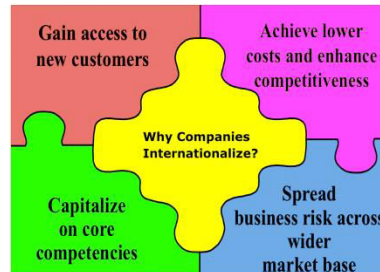 Gain access to
new customers
Achieve lower
costs and enhance
competitiveness
Why Companies
Internationalize?
Capitalize
on core
competencies
Spread
business risk across
wider
market base